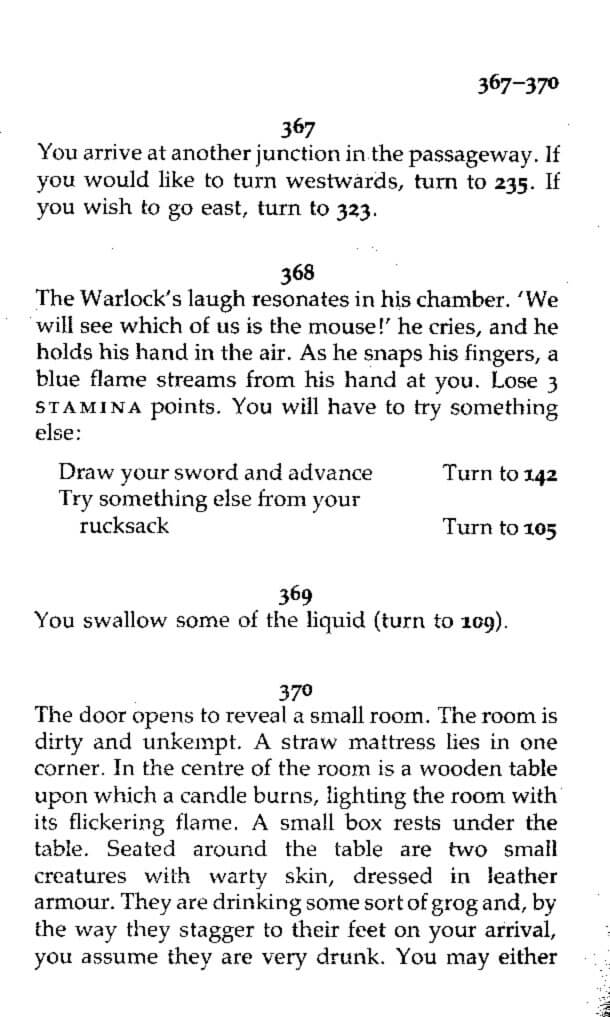 367–370
367
You arrive at another junction in the passageway. If
you would like to turn westwards, turn to 235. If
you wish to go east, turn to 323.
368
The Warlock's laugh resonates in his chamber. 'We
will see which of us is the mouse!' he cries, and he
holds his hand in the air. As he snaps his fingers, a
blue flame streams from his hand at you. Lose 3
STAMINA points. You will have to try something
else:
Draw your sword and advance Turn to 142
Try something else from your
rucksack Turn to 105
369
You swallow some of the liquid (turn to 109).
370
The door opens to reveal a small room. The room is
dirty and unkempt. A straw mattress lies in one
corner. In the centre of the room is a wooden table
upon which a candle burns, lighting the room with
its flickering flame. A small box rests under the
table. Seated around the table are two small
creatures with warty skin, dressed in leather
armour. They are drinking some sort of grog and, by
the way they stagger to their feet on your arrival,
you assume they are very drunk. You may either